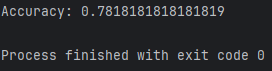 Accuracy: 0.7818181818181819
Process finished with exit code 0